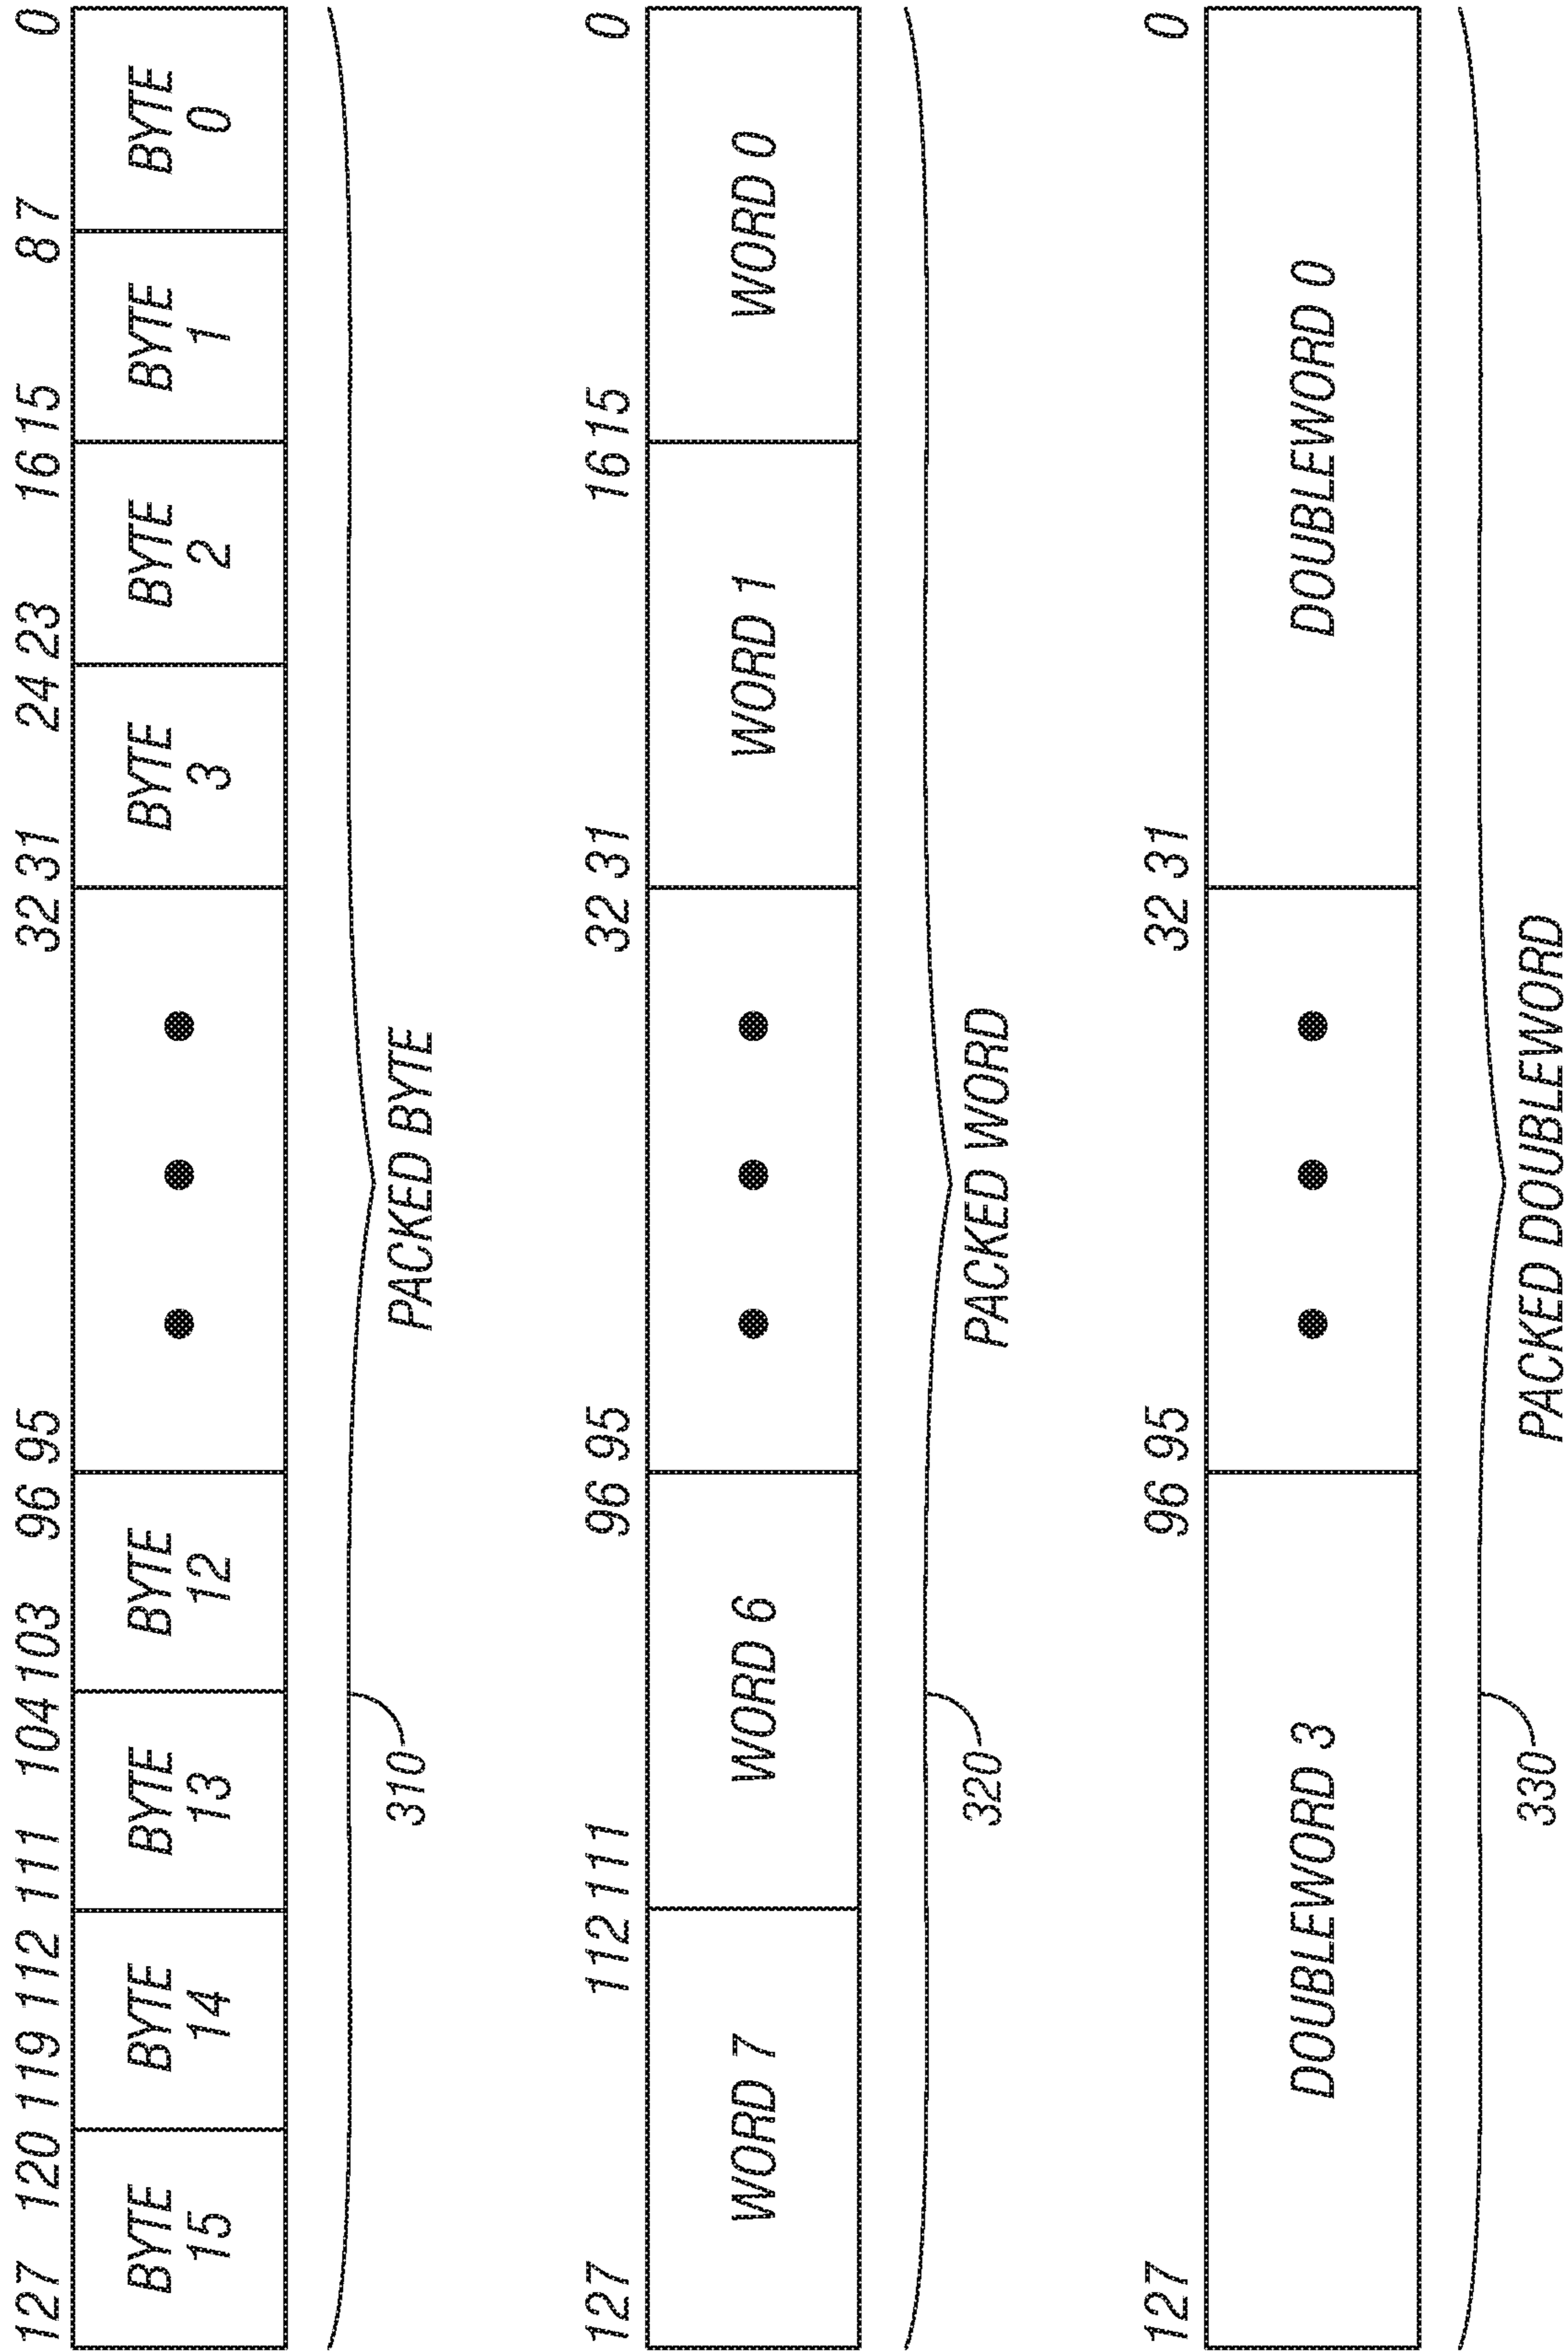 127 120 119 112 111 104 103 96 95 32 31 24 23 16 15 8 7 0
BYTE 15 BYTE 14 BYTE 13 BYTE 12 BYTE 3 BYTE 2 BYTE 1 BYTE 0
310
PACKED BYTE
127 112 111 96 95 32 31 16 15 0
WORD 7 WORD 6 WORD 1 WORD 0
320
PACKED WORD
127 96 95 32 31 0
DOUBLEWORD 3 DOUBLEWORD 0
330
PACKED DOUBLEWORD